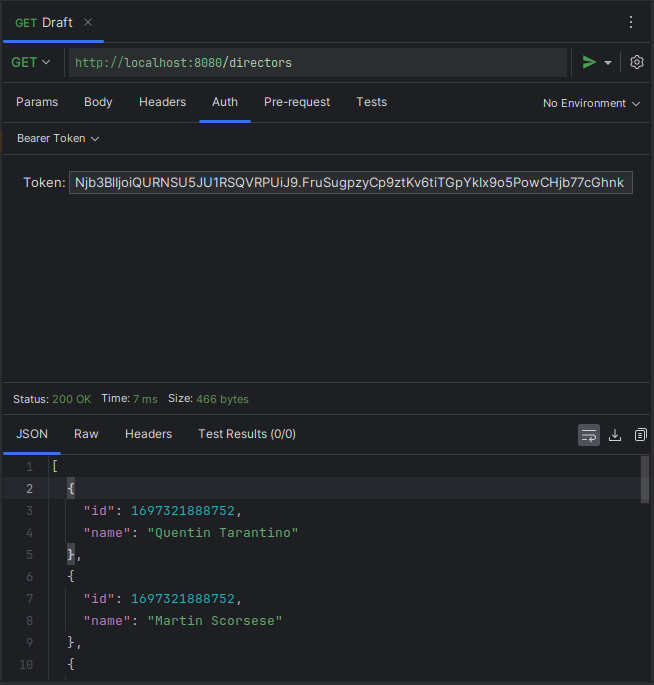 GET Draft
GET http://localhost:8080/directors
Params Body Headers Auth Pre-request Tests No Environment
Bearer Token
Token: Njb3BlIjoiQURNSU5JU1RSQVRPUiJ9.FruSugpzyCp9ztKv6tiTGpYkIx9o5PowCHjb77cGhnk
Status: 200 OK Time: 7 ms Size: 466 bytes
JSON Raw Headers Test Results (0/0)
1 [
2 {
3 "id": 1697321888752,
4 "name": "Quentin Tarantino"
5 },
6 {
7 "id": 1697321888752,
8 "name": "Martin Scorsese"
9 },
10 {